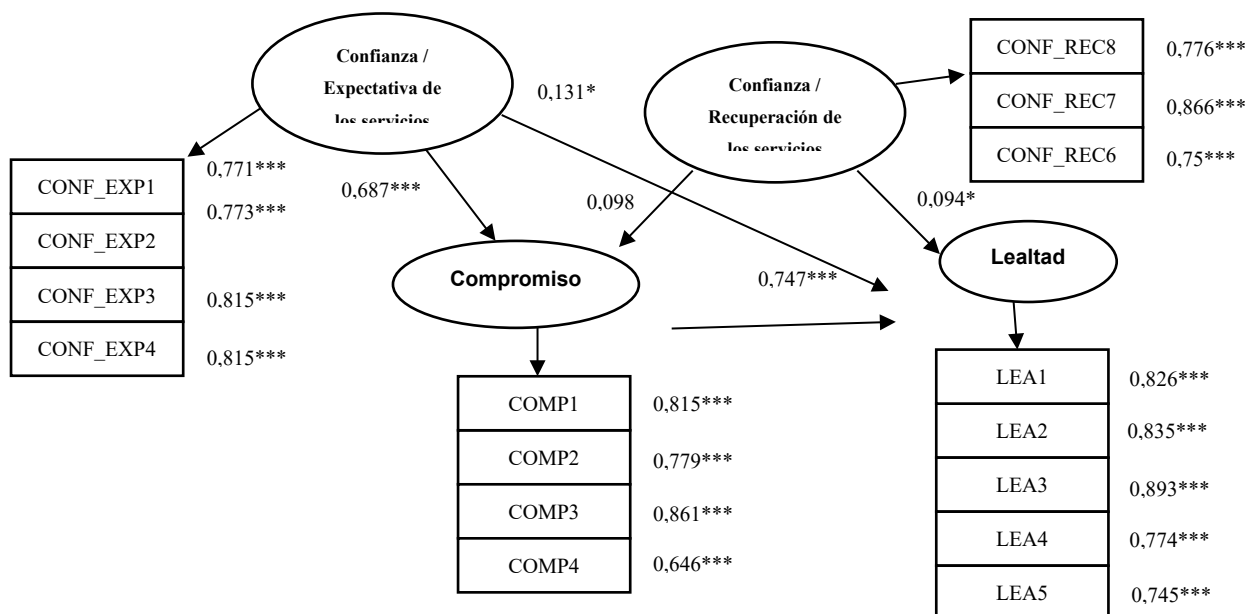 Confianza /
Expectativa de
los servicios
0,131*
Confianza /
Recuperación de
los servicios
CONF_REC8
0,776***
CONF_REC7
0,866***
CONF_REC6
0,75***
CONF_EXP1
0,771***
0,773***
CONF_EXP2
CONF_EXP3
0,815***
CONF_EXP4
0,815***
0,687***
0,098
0,094*
Compromiso
0,747***
Lealtad
COMP1
0,815***
COMP2
0,779***
COMP3
0,861***
COMP4
0,646***
LEA1
0,826***
LEA2
0,835***
LEA3
0,893***
LEA4
0,774***
LEA5
0,745***